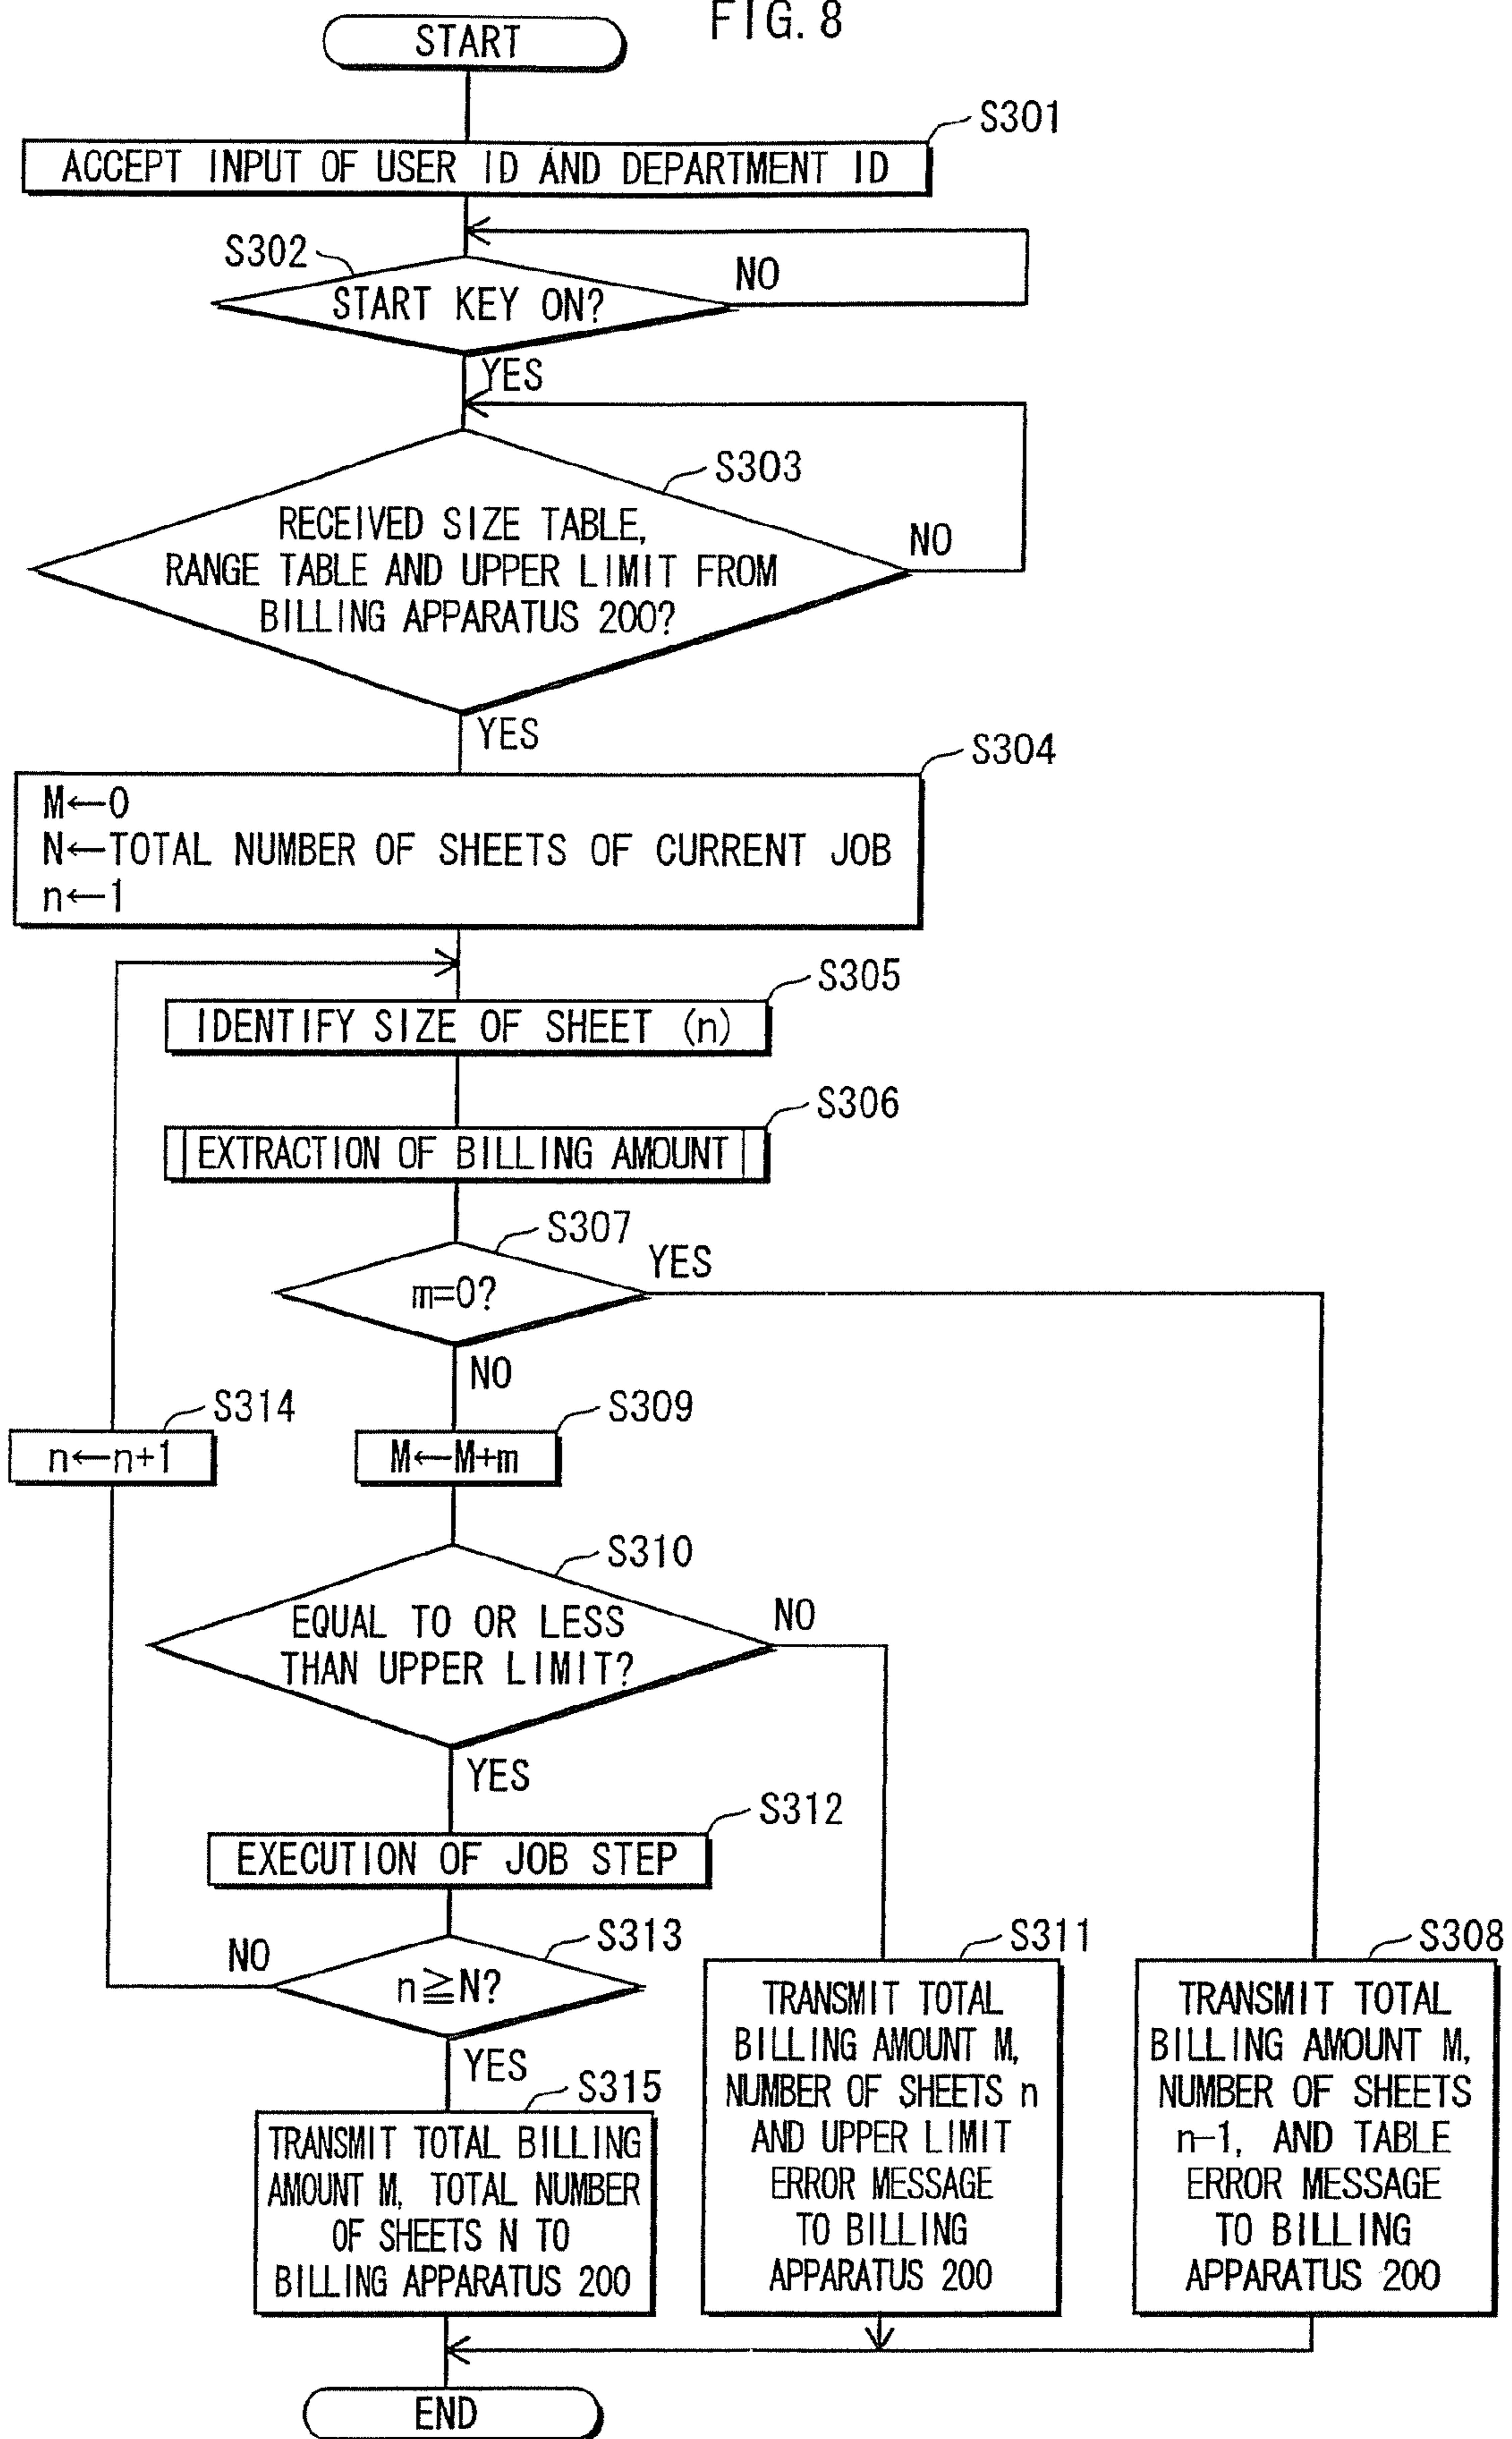 FIG. 8
START
S301
ACCEPT INPUT OF USER ID AND DEPARTMENT ID
S302
START KEY ON?
NO
YES
S303
RECEIVED SIZE TABLE,
RANGE TABLE AND UPPER LIMIT FROM
BILLING APPARATUS 200?
NO
YES
S304
M←0
N←TOTAL NUMBER OF SHEETS OF CURRENT JOB
n←1
S305
IDENTIFY SIZE OF SHEET (n)
S306
EXTRACTION OF BILLING AMOUNT
S307
m=0?
YES
NO
S314
n←n+1
S309
M←M+m
S310
EQUAL TO OR LESS
THAN UPPER LIMIT?
NO
YES
S312
EXECUTION OF JOB STEP
S313
n≧N?
NO
YES
S315
TRANSMIT TOTAL BILLING
AMOUNT M, TOTAL NUMBER
OF SHEETS N TO
BILLING APPARATUS 200
S311
TRANSMIT TOTAL
BILLING AMOUNT M,
NUMBER OF SHEETS n
AND UPPER LIMIT
ERROR MESSAGE
TO BILLING
APPARATUS 200
S308
TRANSMIT TOTAL
BILLING AMOUNT M,
NUMBER OF SHEETS
n-1, AND TABLE
ERROR MESSAGE
TO BILLING
APPARATUS 200
END